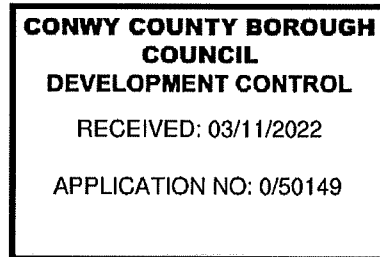 CONWY COUNTY BOROUGH
COUNCIL
DEVELOPMENT CONTROL
RECEIVED: 03/11/2022
APPLICATION NO: 0/50149